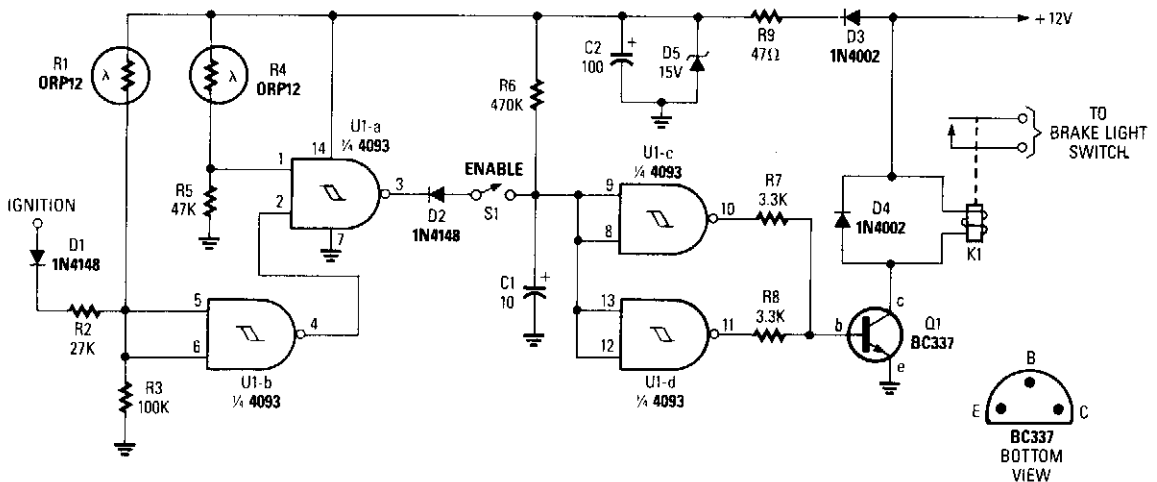 +12V
R9
47Ω
D3
1N4002
R1
ORP12
λ
λ
R4
ORP12
C2
100
+
D5
15V
R6
470K
TO
BRAKE LIGHT
SWITCH.
U1-a
¼ 4093
14
1
2
3
7
ENABLE
S1
D2
1N4148
R5
47K
U1-c
¼ 4093
9
8
10
R7
3.3K
D4
1N4002
K1
IGNITION
D1
1N4148
R2
27K
5
6
4
U1-b
¼ 4093
R3
100K
C1
10
+
13
12
11
R8
3.3K
U1-d
¼ 4093
b
c
e
Q1
BC337
B
E
C
BC337
BOTTOM
VIEW